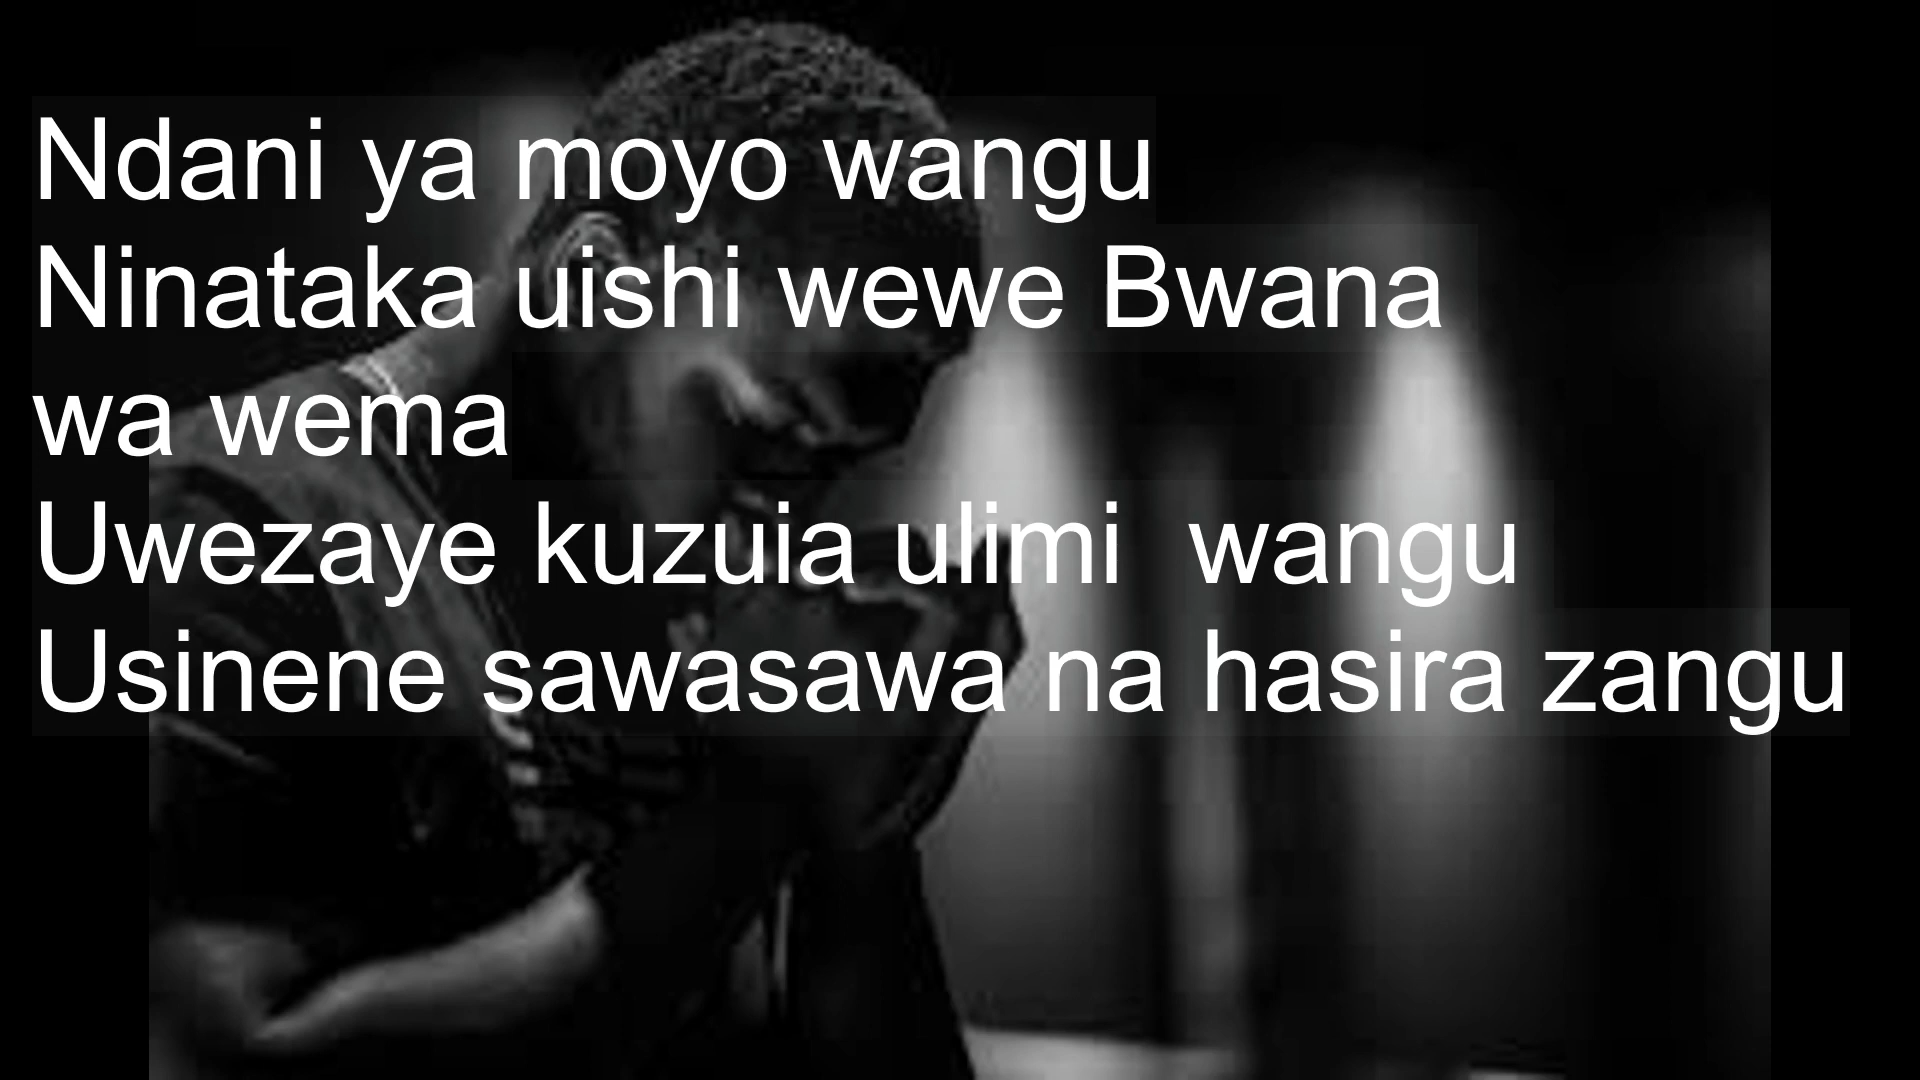 Ndani ya moyo wangu
Ninataka uishi wewe Bwana
wa wema
Uwezaye kuzuia ulimi  wangu
Usinene sawasawa na hasira zangu